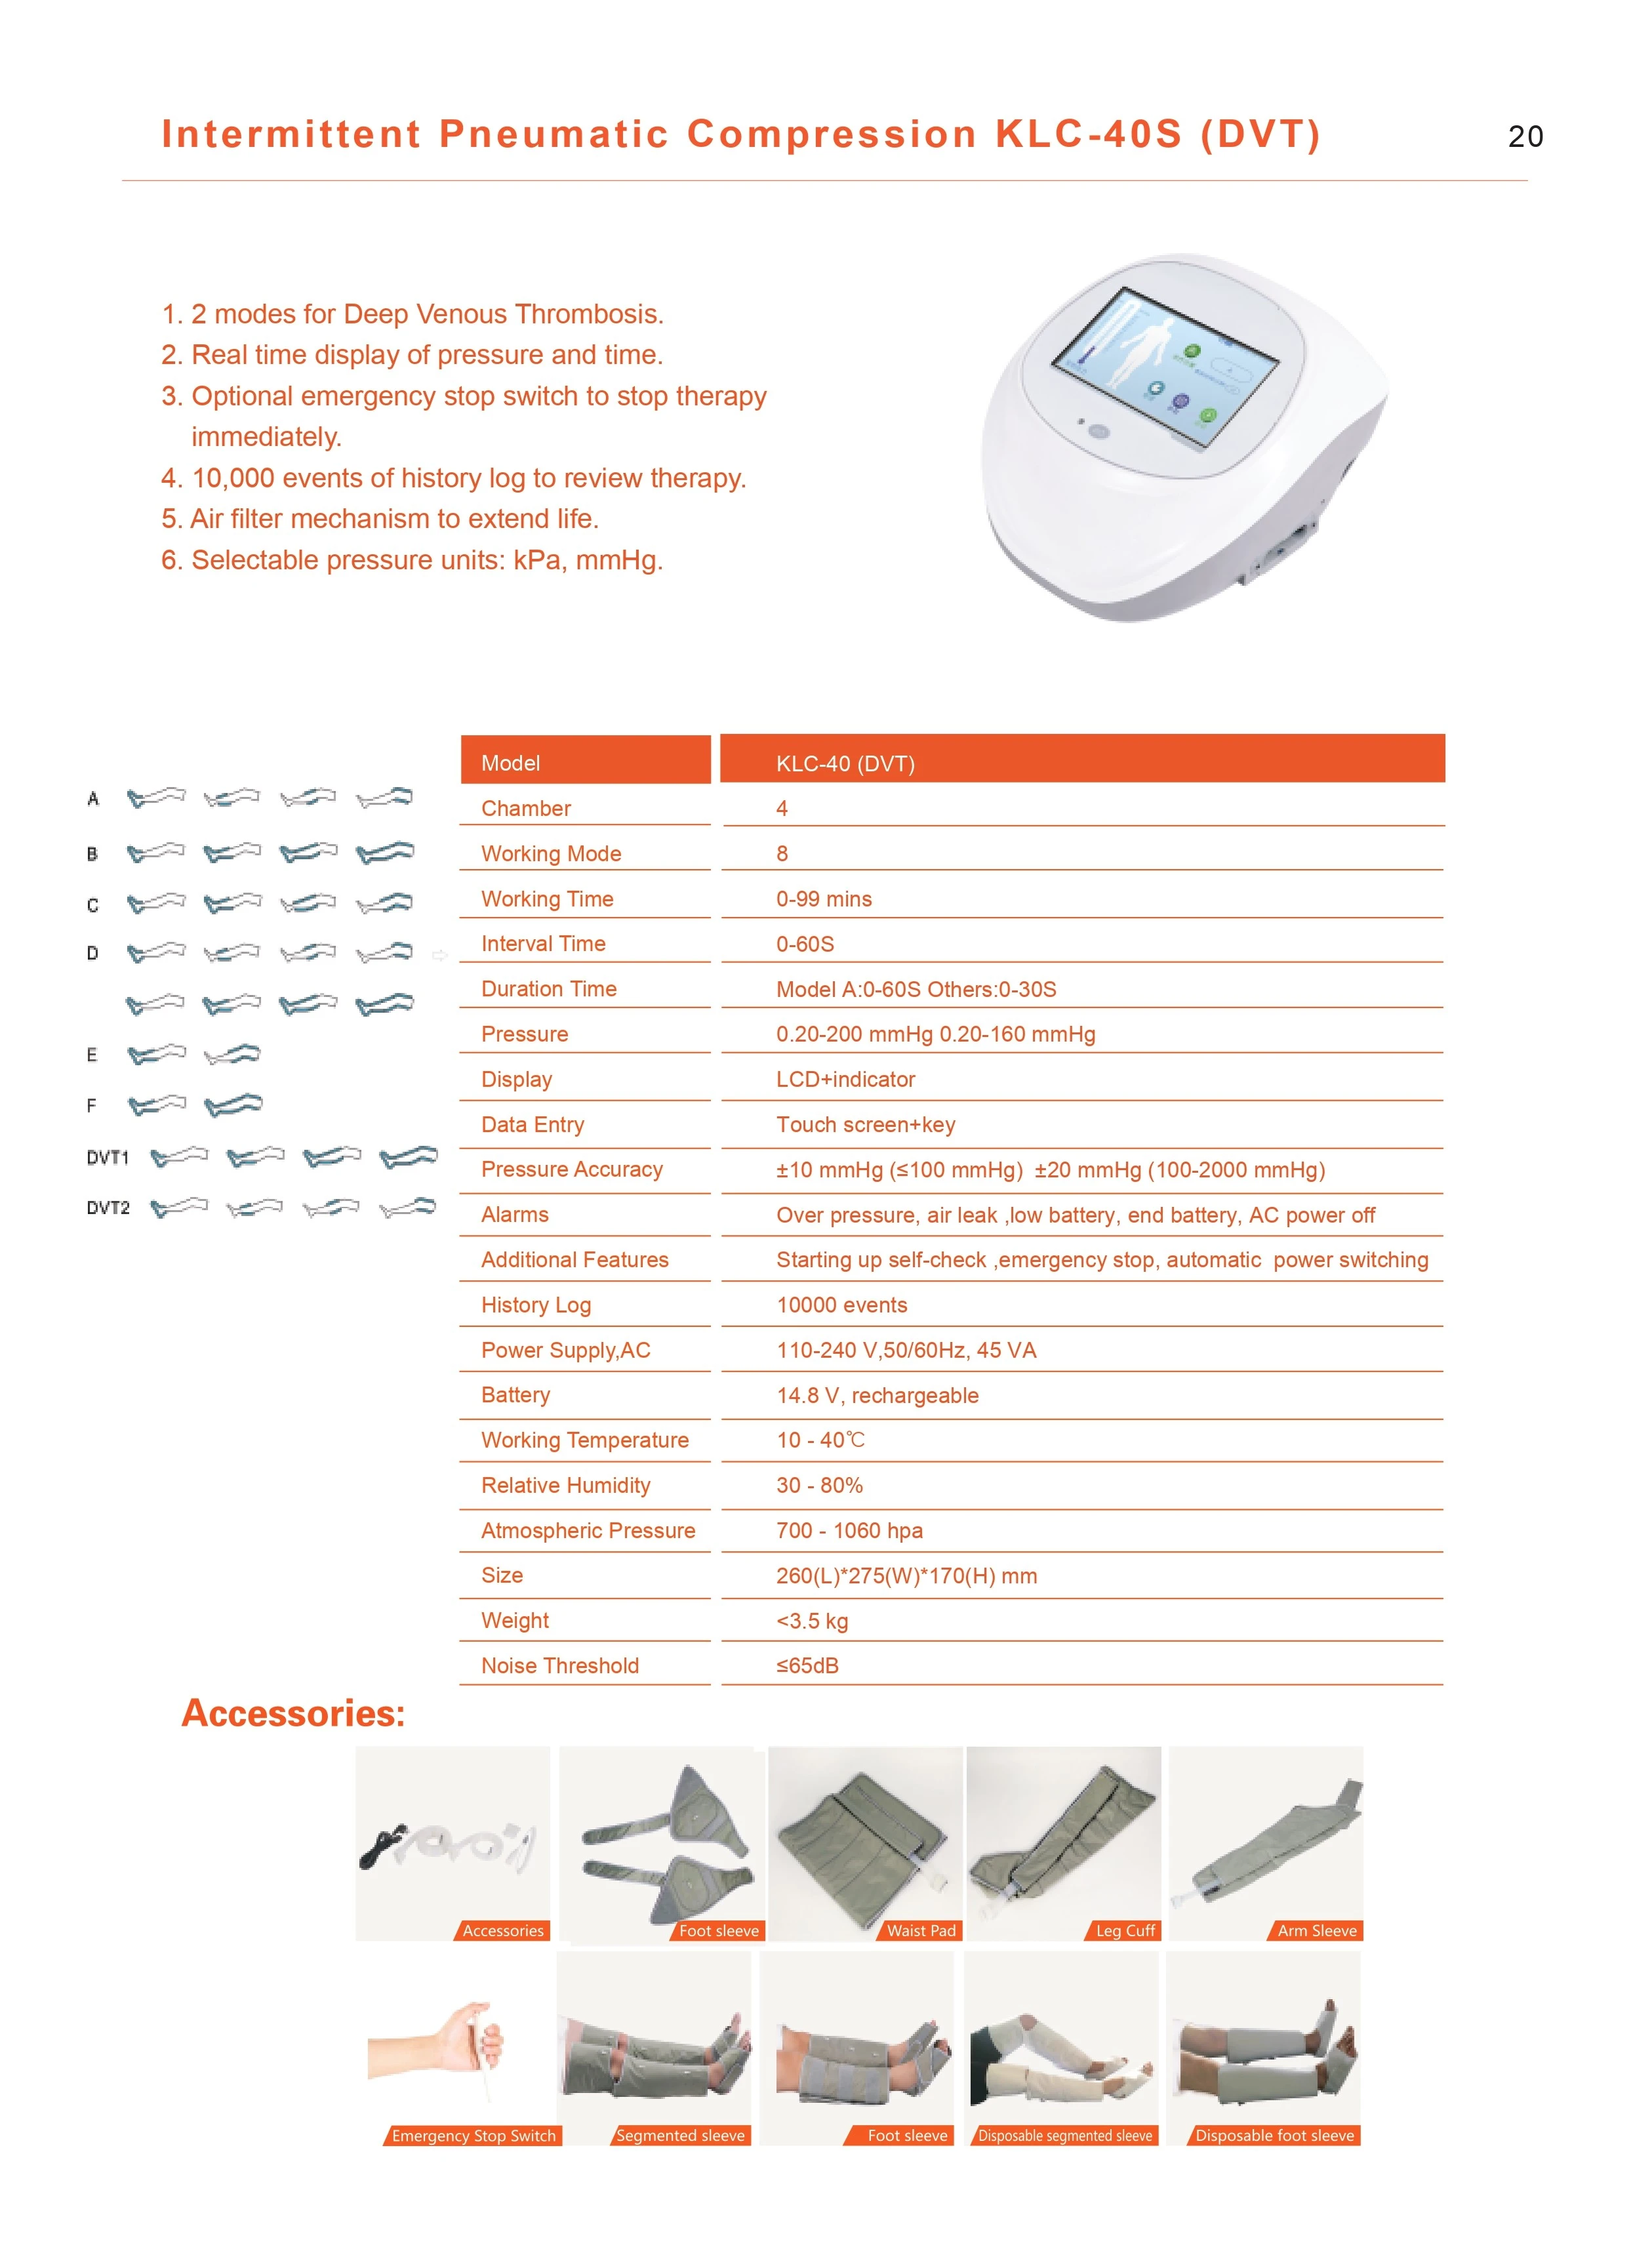 Intermittent Pneumatic Compression KLC-40S (DVT)
20
1. 2 modes for Deep Venous Thrombosis.
2. Real time display of pressure and time.
3. Optional emergency stop switch to stop therapy
immediately.
4. 10,000 events of history log to review therapy.
5. Air filter mechanism to extend life.
6. Selectable pressure units: kPa, mmHg.
A
B
C
D
E
F
DVT1
DVT2
Model KLC-40 (DVT)
Chamber 4
Working Mode 8
Working Time 0-99 mins
Interval Time 0-60S
Duration Time Model A:0-60S Others:0-30S
Pressure 0.20-200 mmHg 0.20-160 mmHg
Display LCD+indicator
Data Entry Touch screen+key
Pressure Accuracy ±10 mmHg (≤100 mmHg) ±20 mmHg (100-2000 mmHg)
Alarms Over pressure, air leak ,low battery, end battery, AC power off
Additional Features Starting up self-check ,emergency stop, automatic power switching
History Log 10000 events
Power Supply,AC 110-240 V,50/60Hz, 45 VA
Battery 14.8 V, rechargeable
Working Temperature 10 - 40℃
Relative Humidity 30 - 80%
Atmospheric Pressure 700 - 1060 hpa
Size 260(L)*275(W)*170(H) mm
Weight <3.5 kg
Noise Threshold ≤65dB
Accessories:
Accessories
Foot sleeve
Waist Pad
Leg Cuff
Arm Sleeve
Emergency Stop Switch
Segmented sleeve
Foot sleeve
Disposable segmented sleeve
Disposable foot sleeve